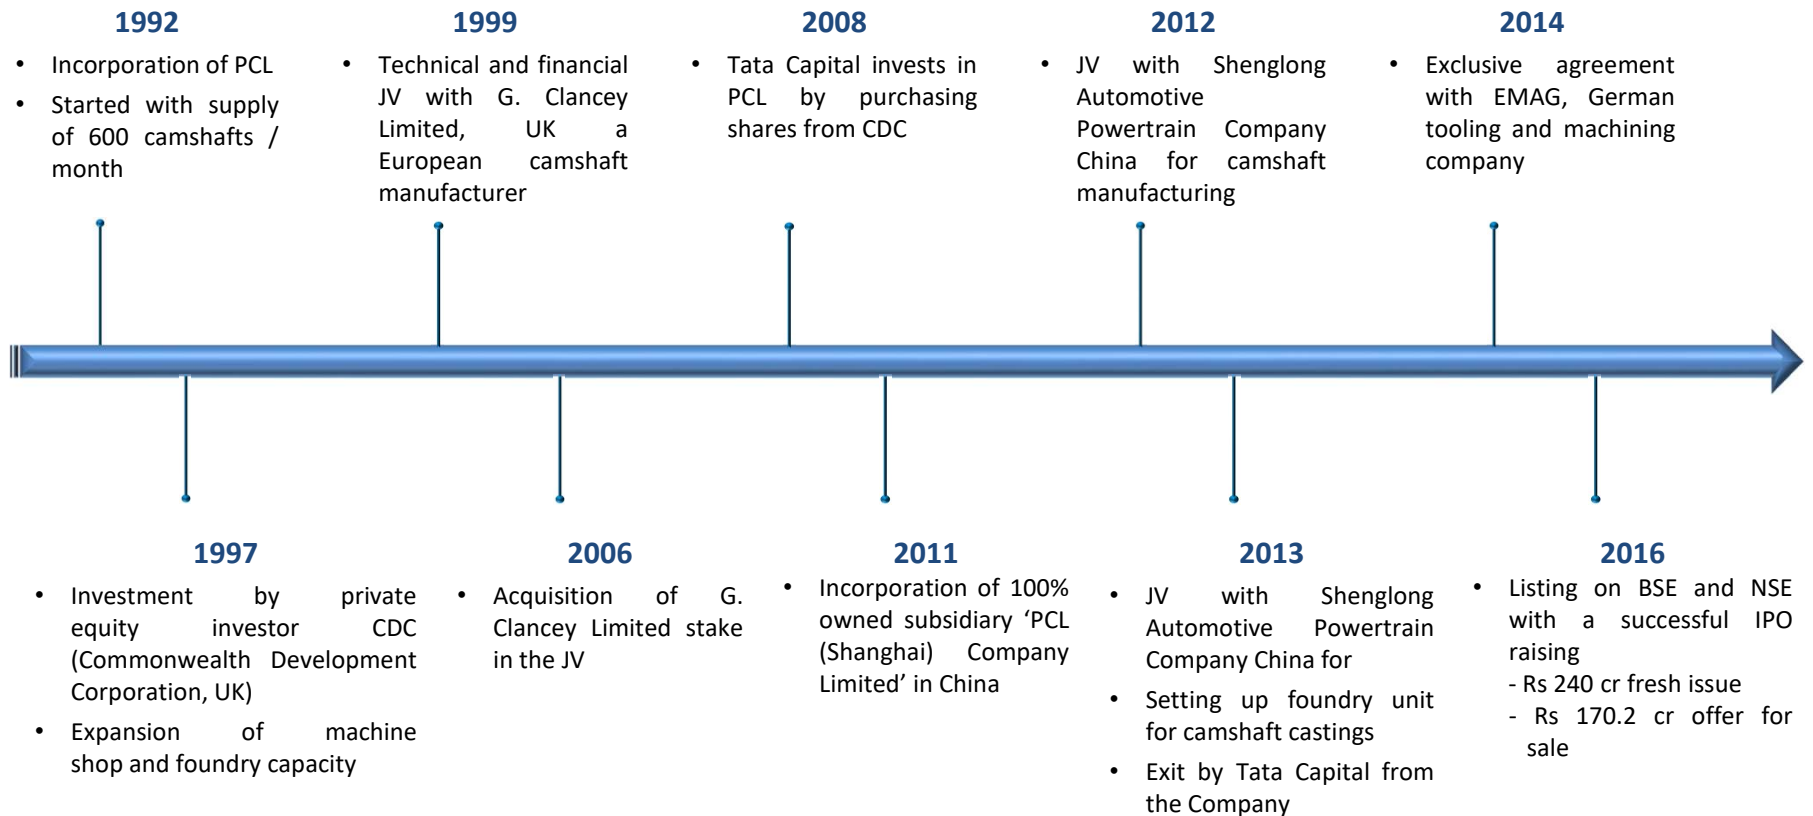 1992
• Incorporation of PCL
• Started with supply
of 600 camshafts /
month
1999
• Technical and financial
JV with G. Clancey
Limited, UK a
European camshaft
manufacturer
2008
• Tata Capital invests in
PCL by purchasing
shares from CDC
2012
• JV with Shenglong
Automotive
Powertrain Company
China for camshaft
manufacturing
2014
• Exclusive agreement
with EMAG, German
tooling and machining
company
1997
• Investment by private
equity investor CDC
(Commonwealth Development
Corporation, UK)
• Expansion of machine
shop and foundry capacity
2006
• Acquisition of G.
Clancey Limited stake
in the JV
2011
• Incorporation of 100%
owned subsidiary ‘PCL
(Shanghai) Company
Limited’ in China
2013
• JV with Shenglong
Automotive Powertrain
Company China for
• Setting up foundry unit
for camshaft castings
• Exit by Tata Capital from
the Company
2016
• Listing on BSE and NSE
with a successful IPO
raising
- Rs 240 cr fresh issue
- Rs 170.2 cr offer for
sale